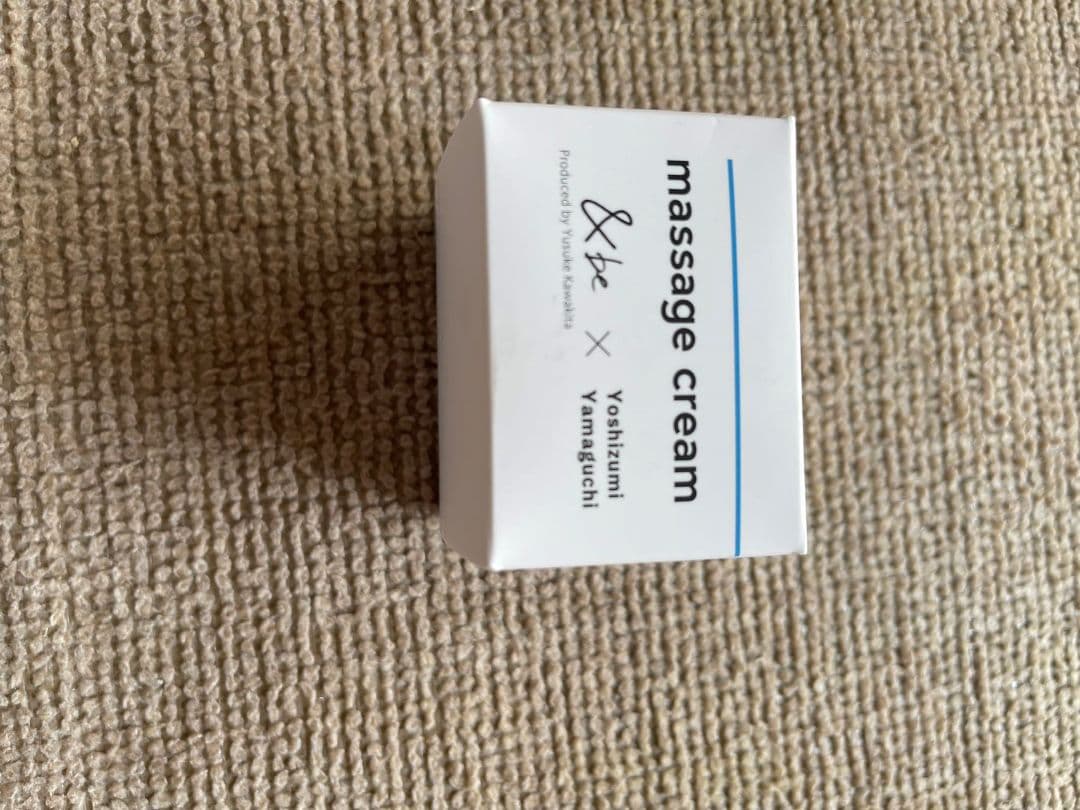 massage cream
&be × Yoshizumi Yamaguchi
Produced by Yusuke Kawakita